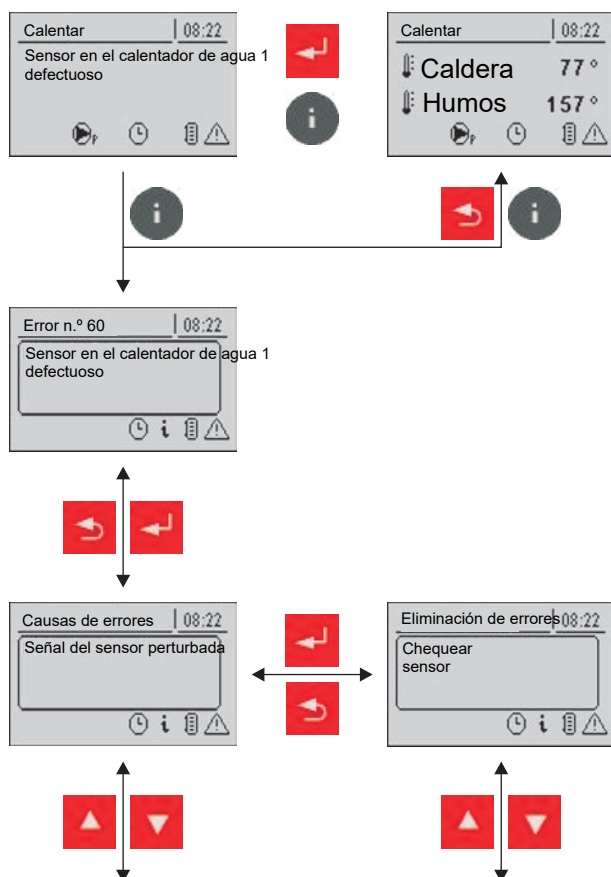 Calentar 08:22
Sensor en el calentador de agua 1
defectuoso
P
i
Calentar 08:22
Caldera 77 °
Humos 157 °
P
i
i
Error n.º 60 08:22
Sensor en el calentador de agua 1
defectuoso
i
Causas de errores 08:22
Señal del sensor perturbada
i
Eliminación de errores 08:22
Chequear
sensor
i